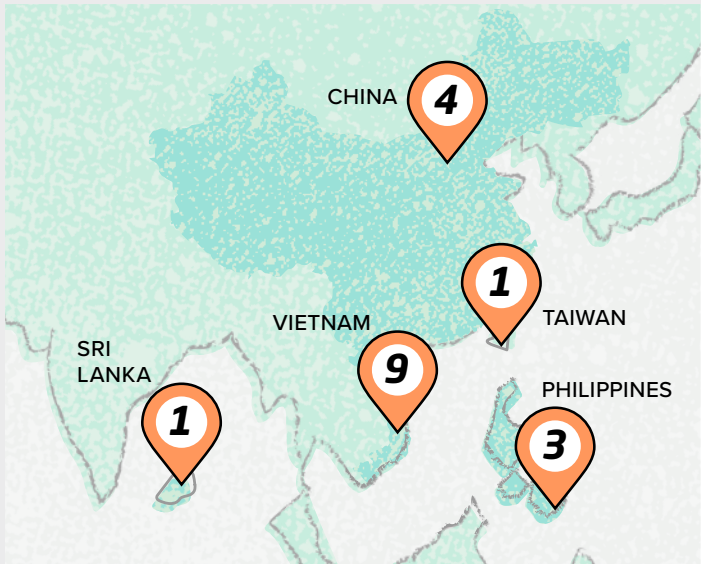 CHINA
4
1
TAIWAN
VIETNAM
9
SRI
LANKA
1
PHILIPPINES
3